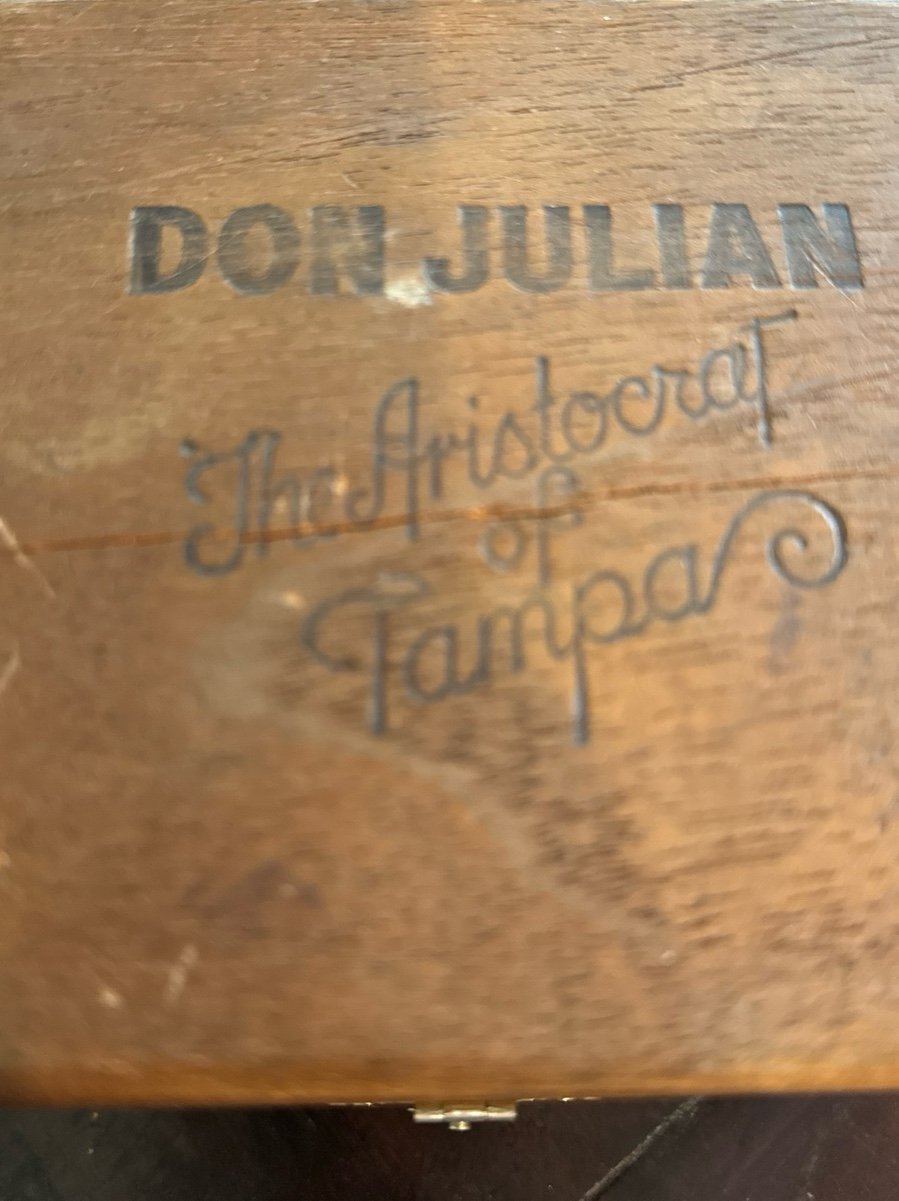 DON JULIAN
The Aristocrat
of
Tampa